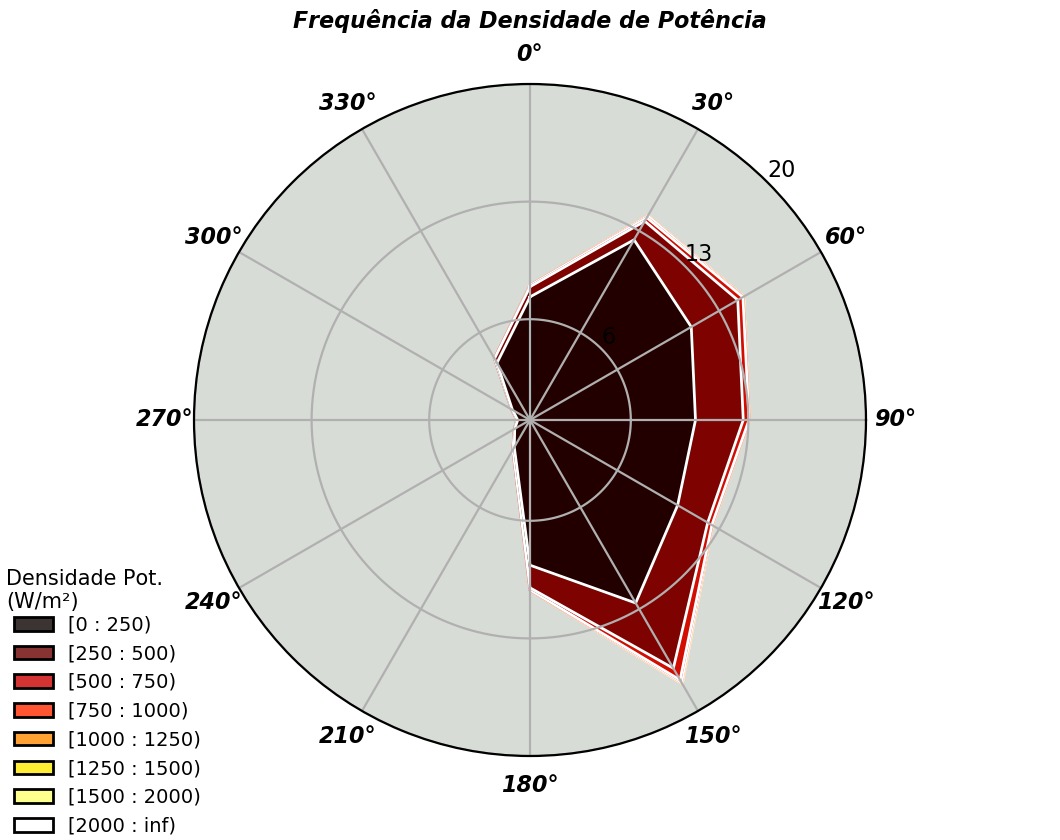 Frequência da Densidade de Potência
0°
330°
30°
20
300°
60°
13
6
270°
90°
Densidade Pot.
(W/m²)
240°
120°
[0 : 250)
[250 : 500)
[500 : 750)
[750 : 1000)
[1000 : 1250)
[1250 : 1500)
[1500 : 2000)
[2000 : inf)
210°
150°
180°